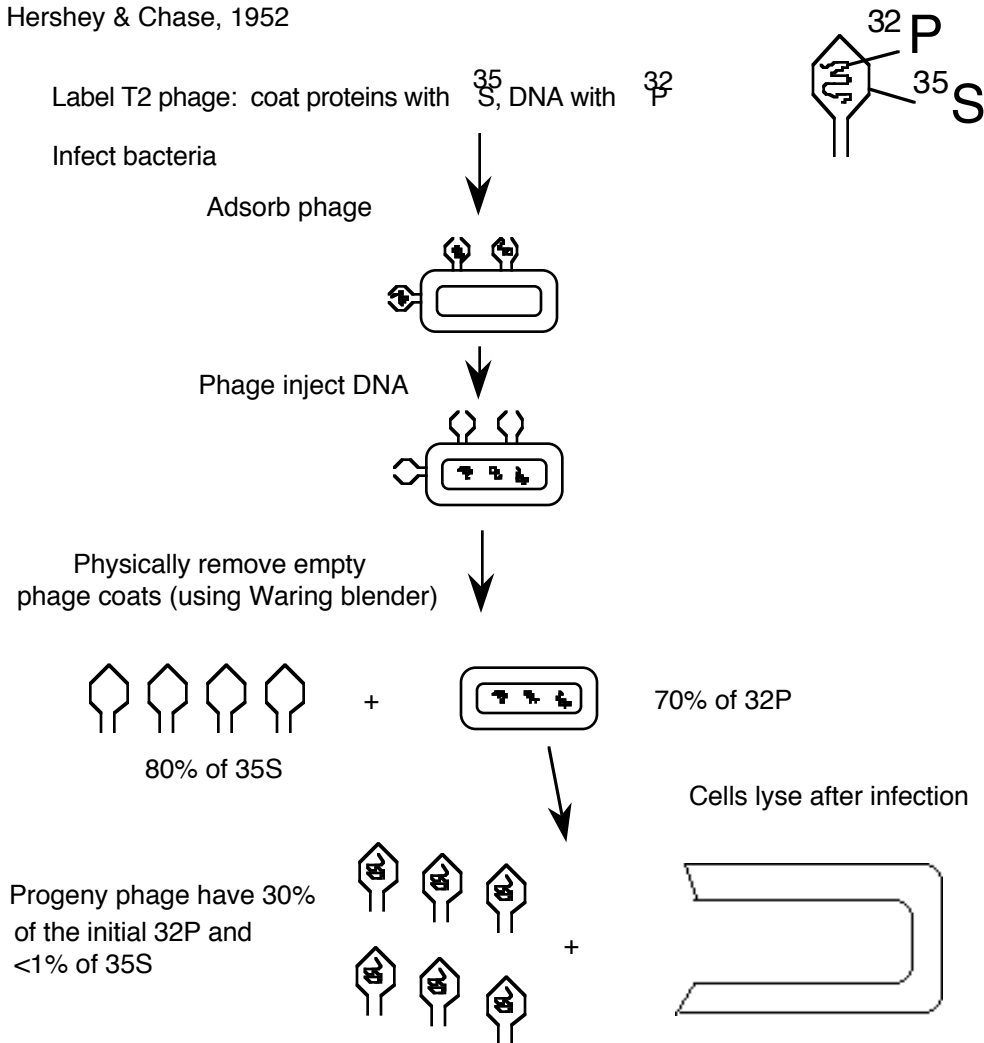 Hershey & Chase, 1952
32P
35S
Label T2 phage: coat proteins with 35S, DNA with 32P
Infect bacteria
Adsorb phage
Phage inject DNA
Physically remove empty
phage coats (using Waring blender)
+
70% of 32P
80% of 35S
Cells lyse after infection
Progeny phage have 30%
of the initial 32P and
<1% of 35S
+